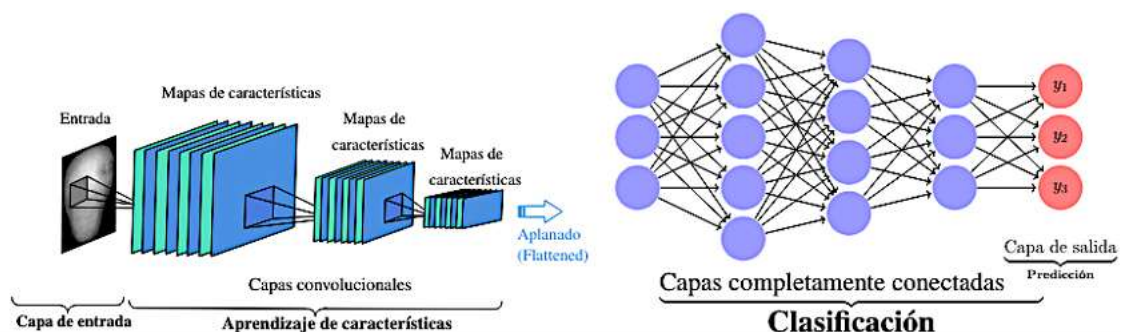 Entrada
Mapas de características
Mapas de
características
Mapas de
características
Aplanado
(Flattened)
Capas convolucionales
Capa de entrada
Aprendizaje de características
y₁
y₂
y₃
Capas completamente conectadas
Clasificación
Capa de salida
Predicción